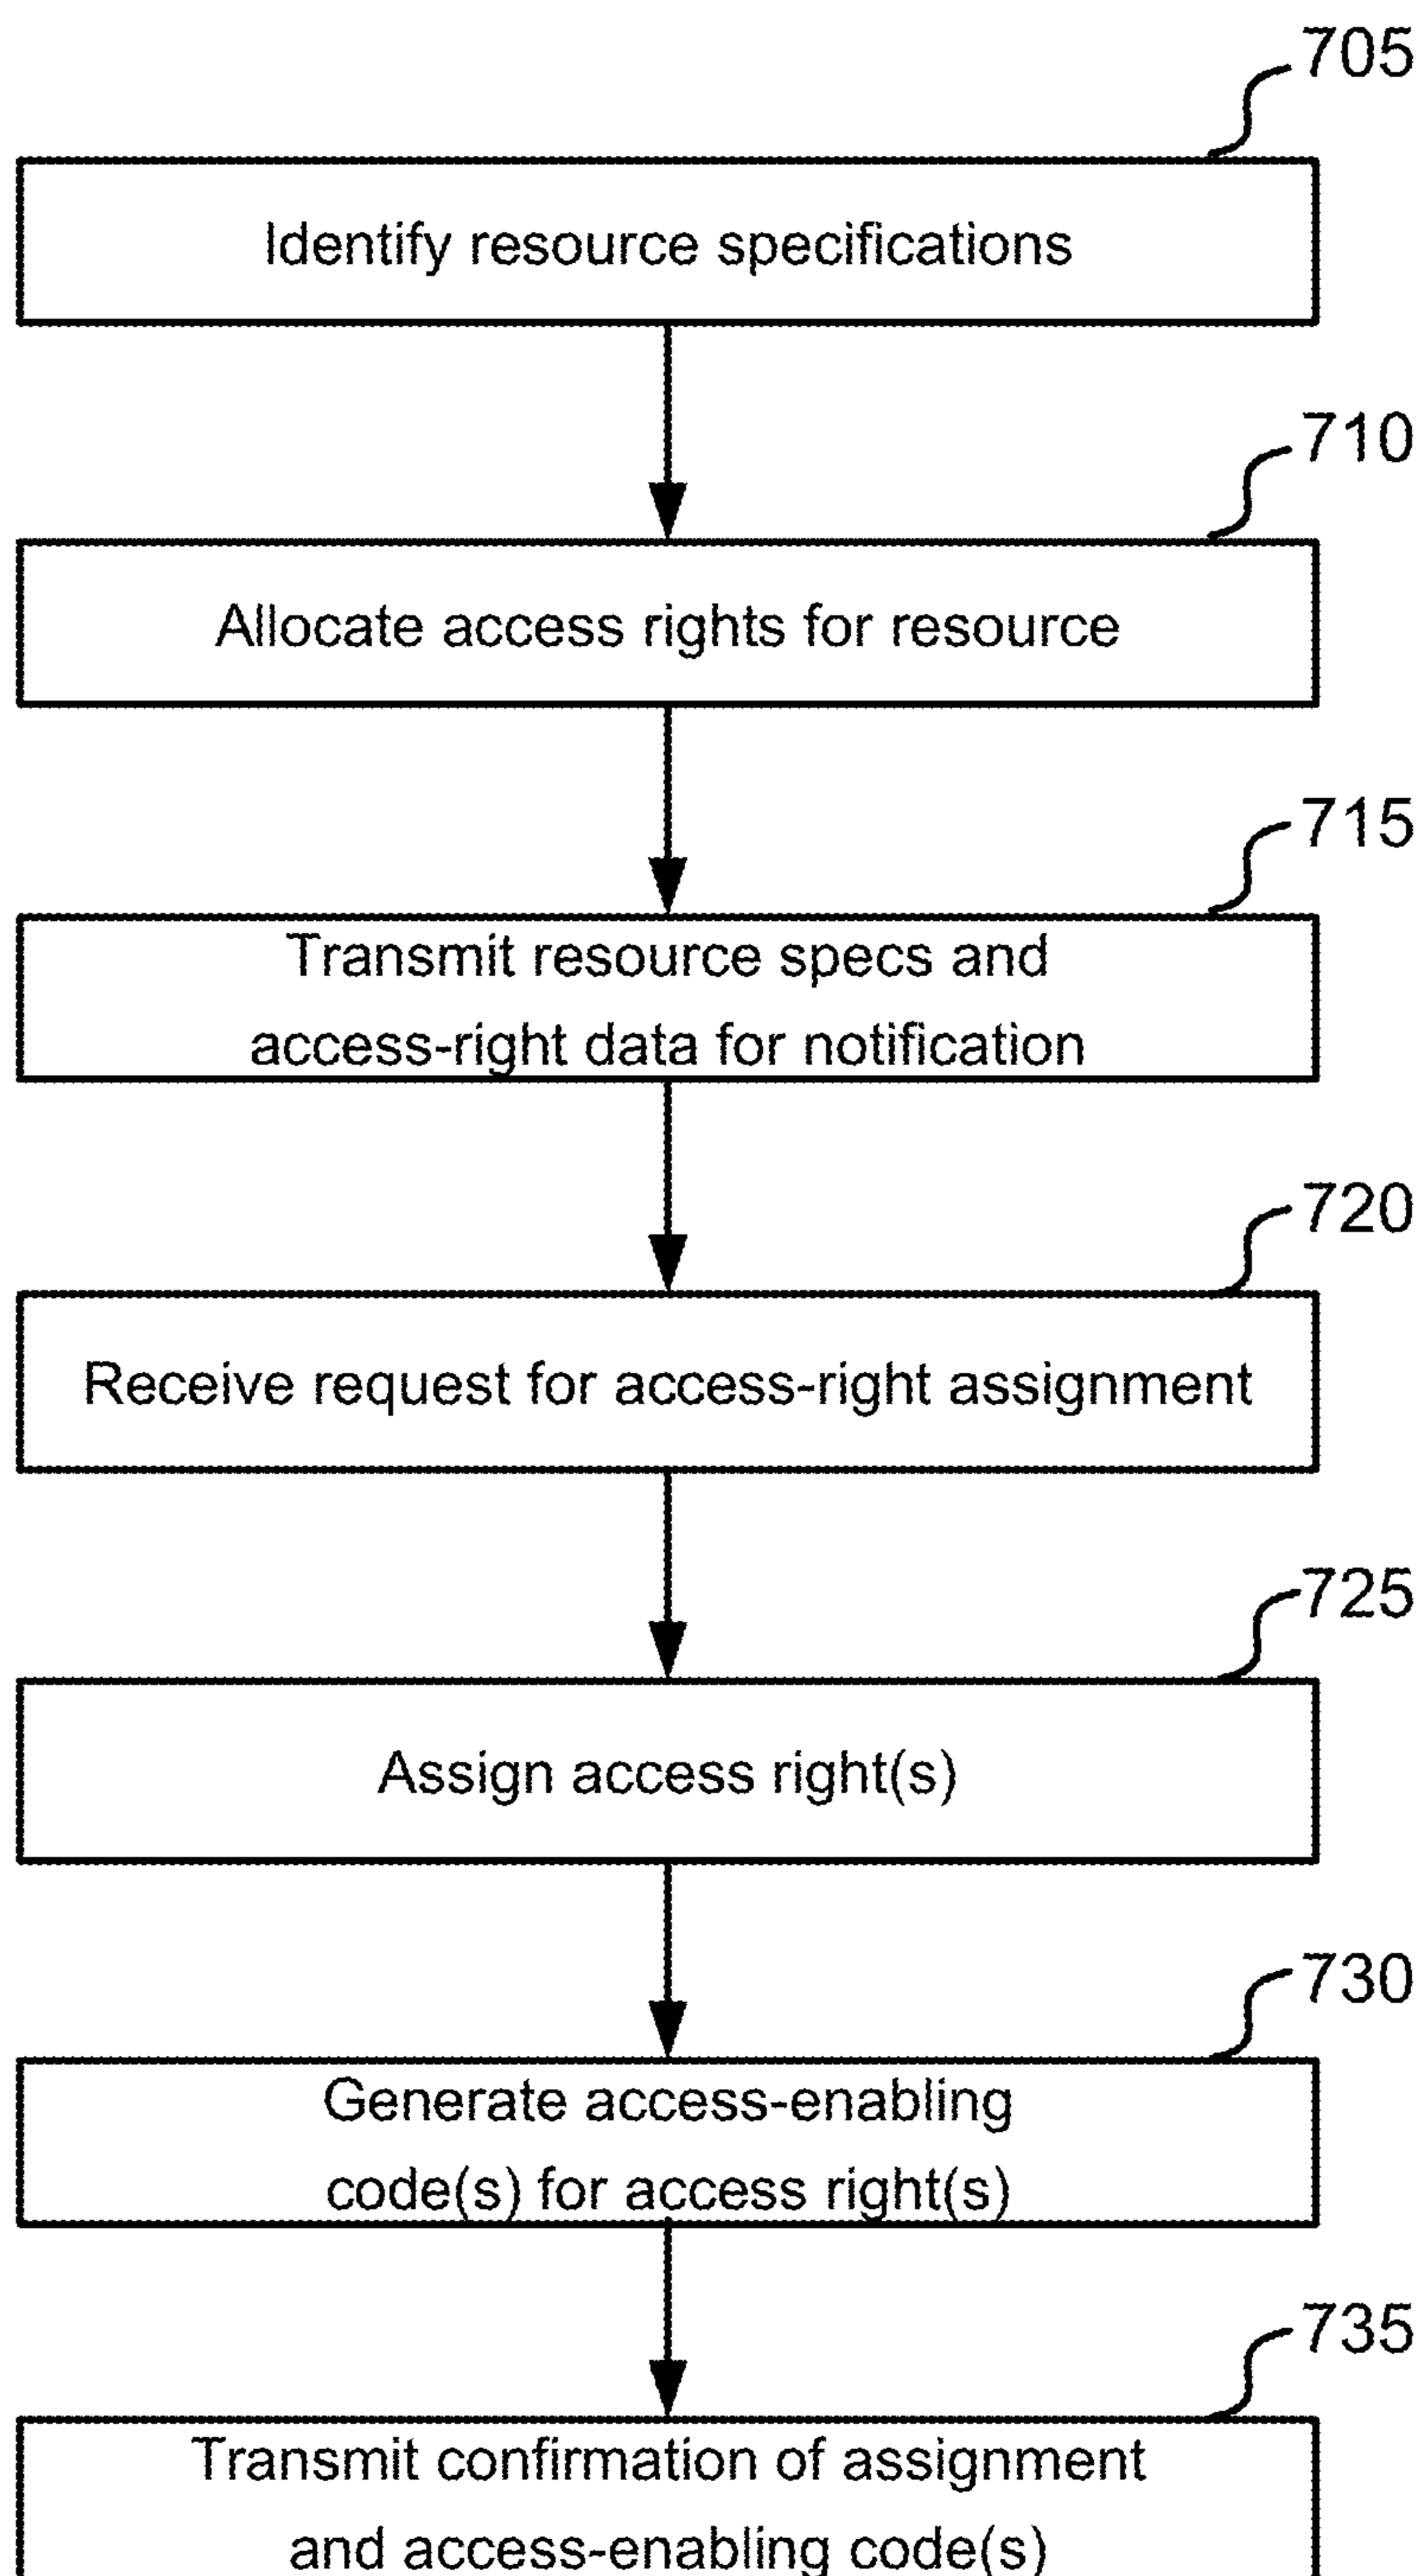 705
Identify resource specifications
710
Allocate access rights for resource
715
Transmit resource specs and
access-right data for notification
720
Receive request for access-right assignment
725
Assign access right(s)
730
Generate access-enabling
code(s) for access right(s)
735
Transmit confirmation of assignment
and access-enabling code(s)